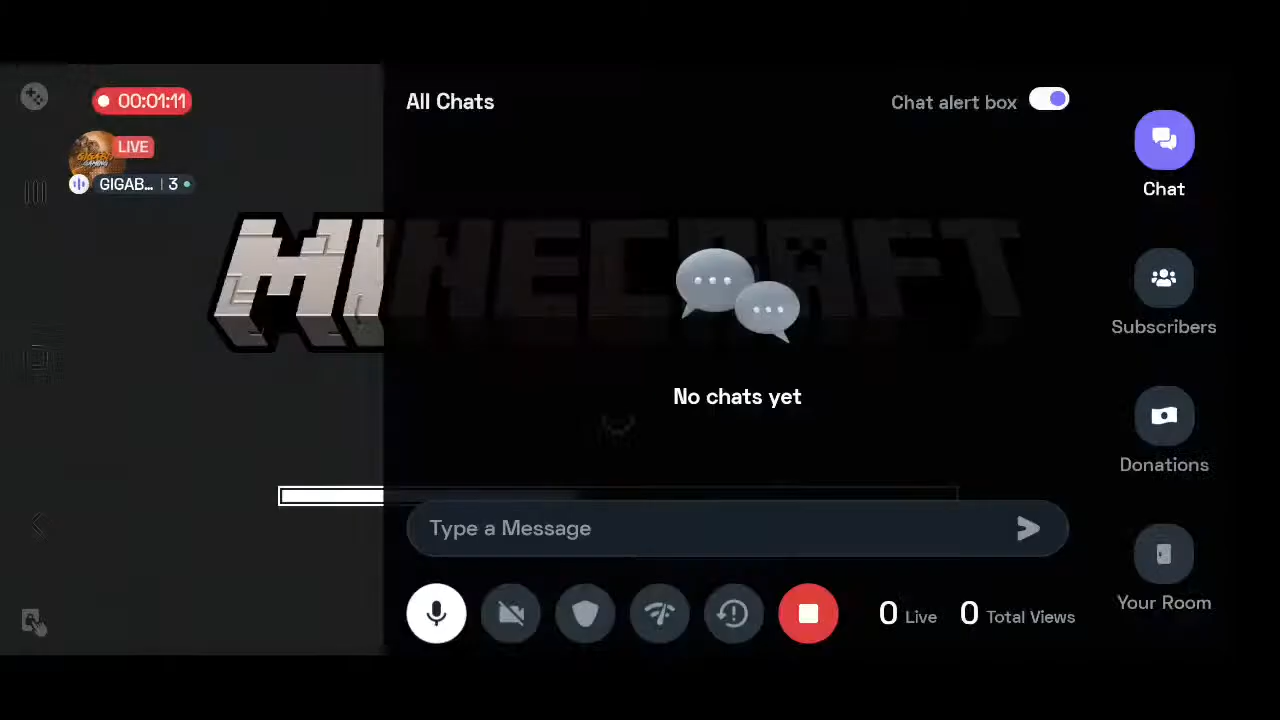 00:01:11
All Chats
Chat alert box
LIVE
GIGAB... | 3
Chat
MINECRAFT
No chats yet
Subscribers
Donations
Type a Message
Your Room
0 Live
0 Total Views